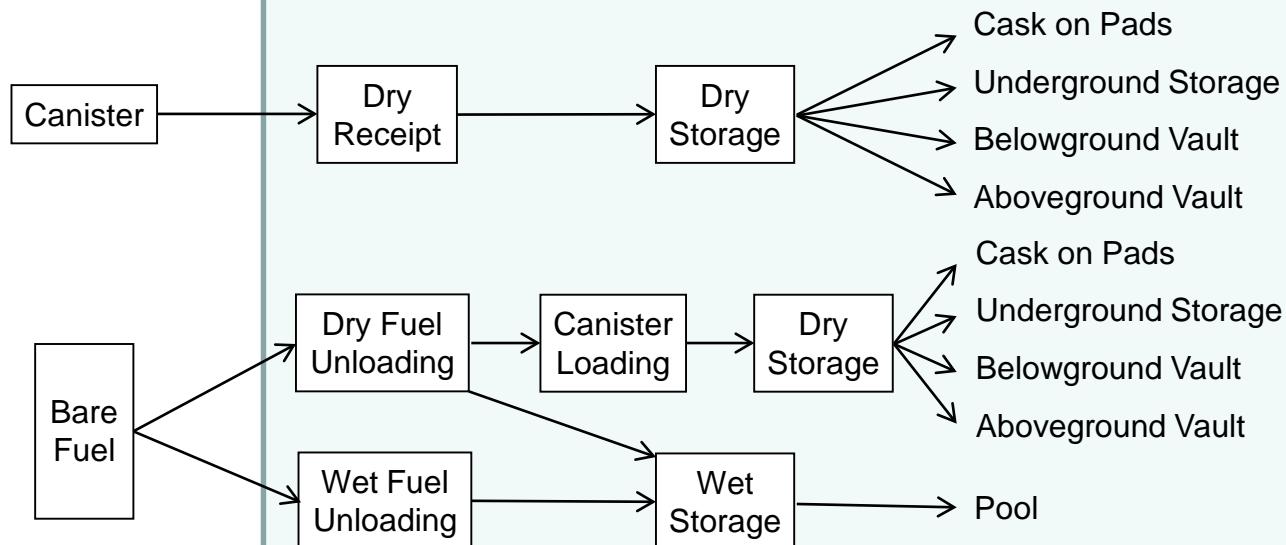 Canister
Dry
Receipt
Dry
Storage
Cask on Pads
Underground Storage
Belowground Vault
Aboveground Vault
Bare
Fuel
Dry Fuel
Unloading
Canister
Loading
Dry
Storage
Cask on Pads
Underground Storage
Belowground Vault
Aboveground Vault
Wet Fuel
Unloading
Wet
Storage
Pool